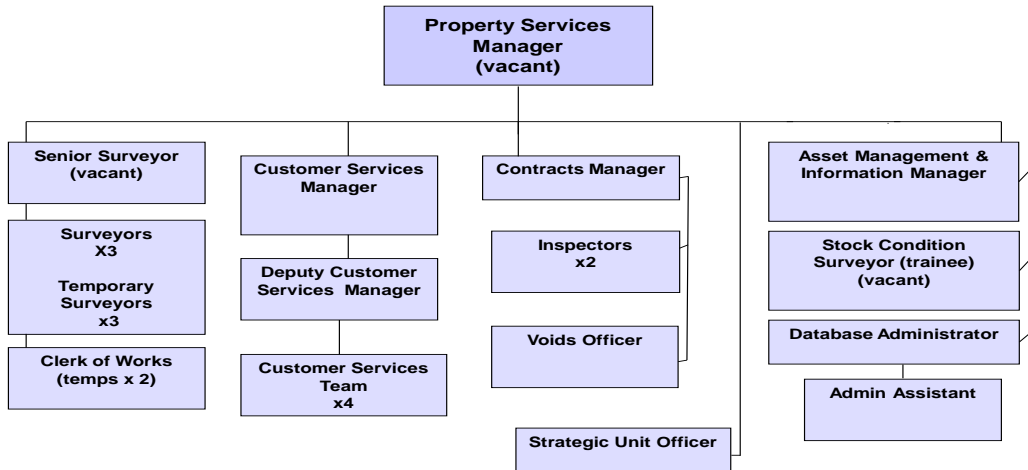 Property Services
Manager
(vacant)
Senior Surveyor
(vacant)
Surveyors
X3
Temporary
Surveyors
x3
Clerk of Works
(temps x 2)
Customer Services
Manager
Deputy Customer
Services Manager
Customer Services
Team
x4
Contracts Manager
Inspectors
x2
Voids Officer
Strategic Unit Officer
Asset Management &
Information Manager
Stock Condition
Surveyor (trainee)
(vacant)
Database Administrator
Admin Assistant